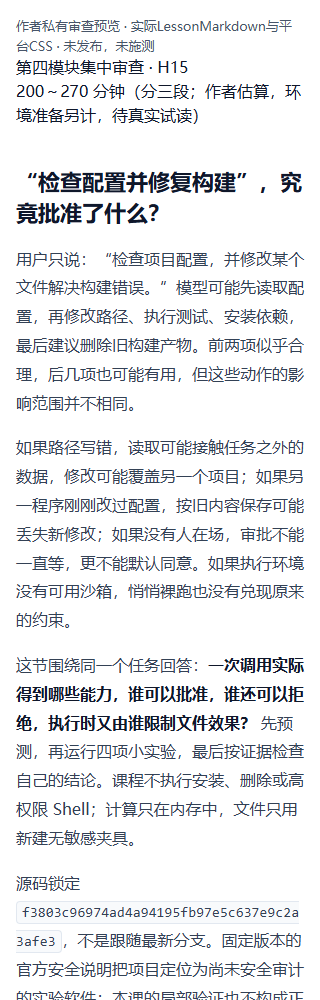 作者私有审查预览 · 实际LessonMarkdown与平
台CSS · 未发布，未施测
第四模块集中审查 · H15
200～270 分钟（分三段；作者估算，环
境准备另计，待真实试读）
“检查配置并修复构建”，究
竟批准了什么？
用户只说：“检查项目配置，并修改某个
文件解决构建错误。”模型可能先读取配
置，再修改路径、执行测试、安装依赖，
最后建议删除旧构建产物。前两项似乎合
理，后几项也可能有用，但这些动作的影
响范围并不相同。
如果路径写错，读取可能接触任务之外的
数据，修改可能覆盖另一个项目；如果另
一程序刚刚改过配置，按旧内容保存可能
丢失新修改；如果没有人在场，审批不能
一直等，更不能默认同意。如果执行环境
没有可用沙箱，悄悄裸跑也没有兑现原来
的约束。
这节围绕同一个任务回答：一次调用实际
得到哪些能力，谁可以批准，谁还可以拒
绝，执行时又由谁限制文件效果？ 先预
测，再运行四项小实验，最后按证据检查
自己的结论。课程不执行安装、删除或高
权限 Shell；计算只在内存中，文件只用
新建无敏感夹具。
源码锁定
f3803c96974ad4a94195fb97e5c637e9c2a
3afe3，不是跟随最新分支。固定版本的
官方安全说明把项目定位为尚未安全审计
的实验软件；本课的局部验证也不构成正